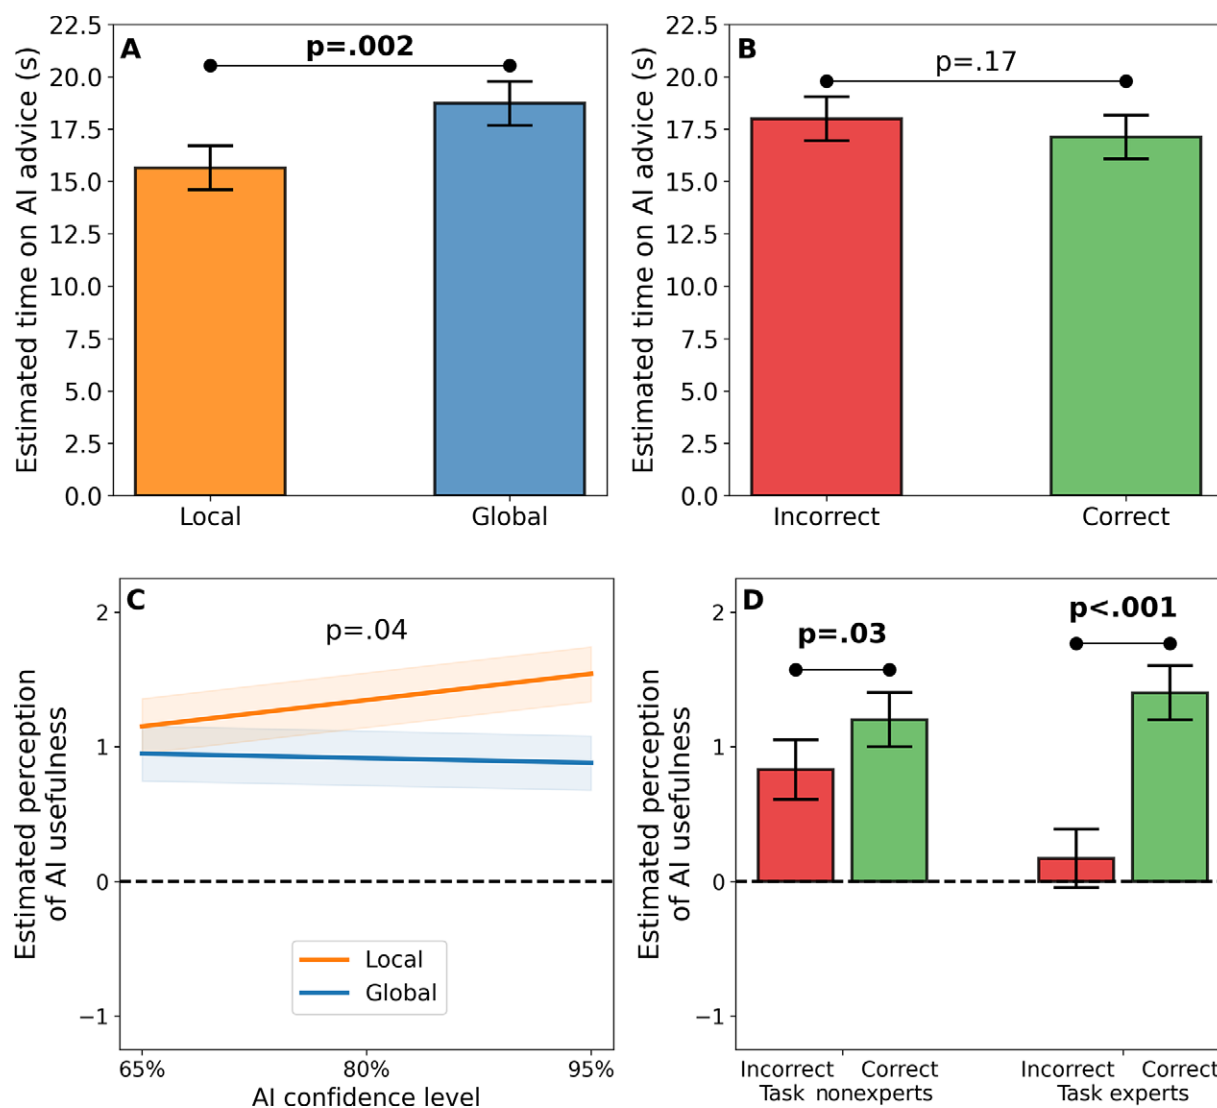 A
p=.002
Estimated time on AI advice (s)
22.5
20.0
17.5
15.0
12.5
10.0
7.5
5.0
2.5
0.0
Local Global
B
p=.17
Estimated time on AI advice (s)
22.5
20.0
17.5
15.0
12.5
10.0
7.5
5.0
2.5
0.0
Incorrect Correct
C
p=.04
Estimated perception
of AI usefulness
2
1
0
−1
Local
Global
65% 80% 95%
AI confidence level
D
p=.03
p<.001
Estimated perception
of AI usefulness
2
1
0
−1
Incorrect Correct Incorrect Correct
Task nonexperts Task experts